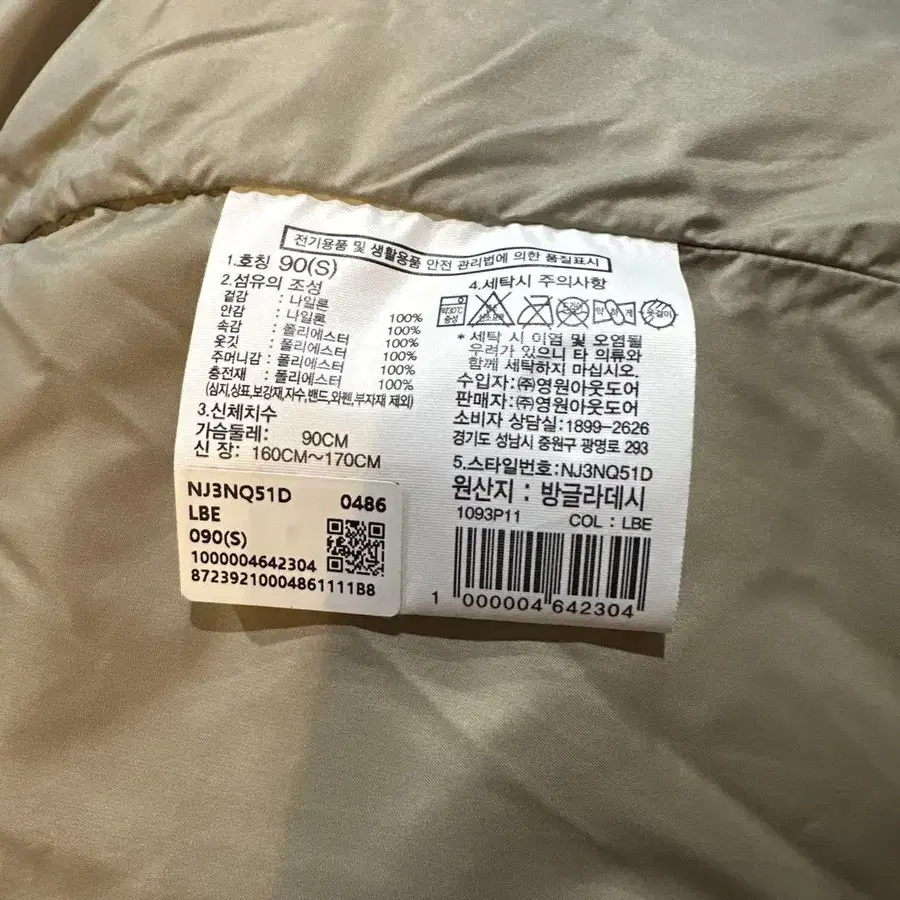 전기용품 및 생활용품 안전 관리법에 의한 품질표시
1.호칭 90(S)
2.섬유의 조성
겉감 : 나일론 100%
안감 : 나일론 100%
속감 : 폴리에스터 100%
옷깃 : 폴리에스터 100%
주머니감 : 폴리에스터 100%
충전재 : 폴리에스터 100%
(심지,상표,보강재,자수,밴드,와펜,부자재 제외)
3.신체치수
가슴둘레: 90CM
신 장: 160CM~170CM
NJ3NQ51D 0486
LBE
090(S)
1000004642304
87239210004861111B8
4.세탁시 주의사항
약30℃
중성
* 세탁 시 이염 및 오염될
우려가 있으니 타 의류와
함께 세탁하지 마십시오.
수입자:㈜영원아웃도어
판매자:㈜영원아웃도어
소비자 상담실:1899-2626
경기도 성남시 중원구 광명로 293
5.스타일번호:NJ3NQ51D
원산지 : 방글라데시
1093P11 COL : LBE
1 000004 642304